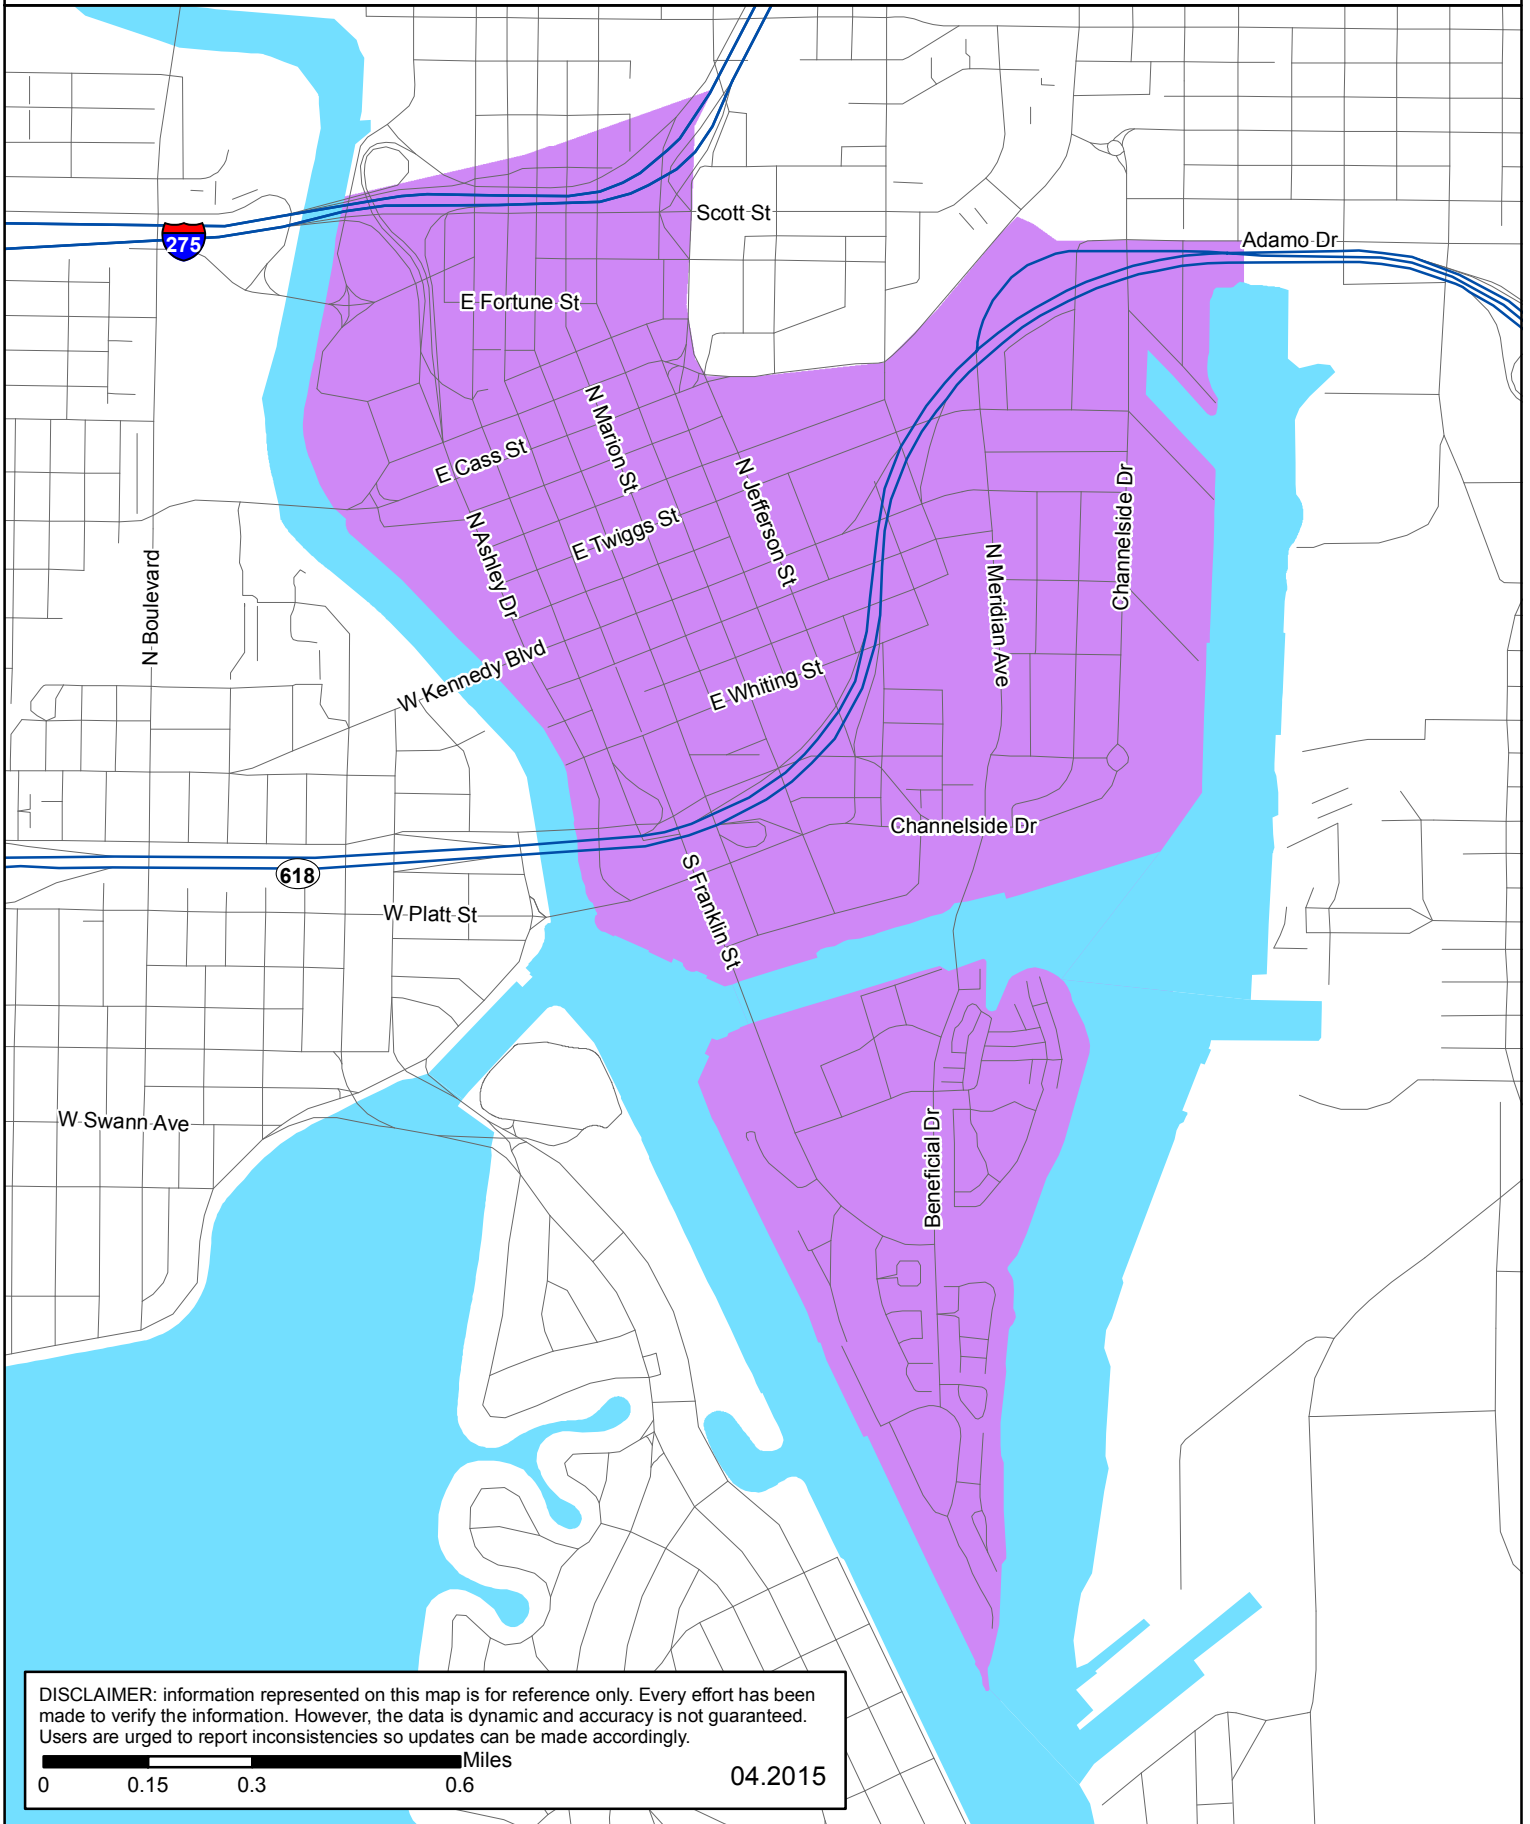 Scott St
Adamo Dr
275
E Fortune St
N Marion St
E Cass St
N Jefferson St
Channelside Dr
N Ashley Dr
E Twiggs St
N Boulevard
N Meridian Ave
W Kennedy Blvd
E Whiting St
Channelside Dr
618
S Franklin St
W Platt St
W Swann Ave
Beneficial Dr
DISCLAIMER: information represented on this map is for reference only. Every effort has been
made to verify the information. However, the data is dynamic and accuracy is not guaranteed.
Users are urged to report inconsistencies so updates can be made accordingly.
Miles
0 0.15 0.3 0.6
04.2015